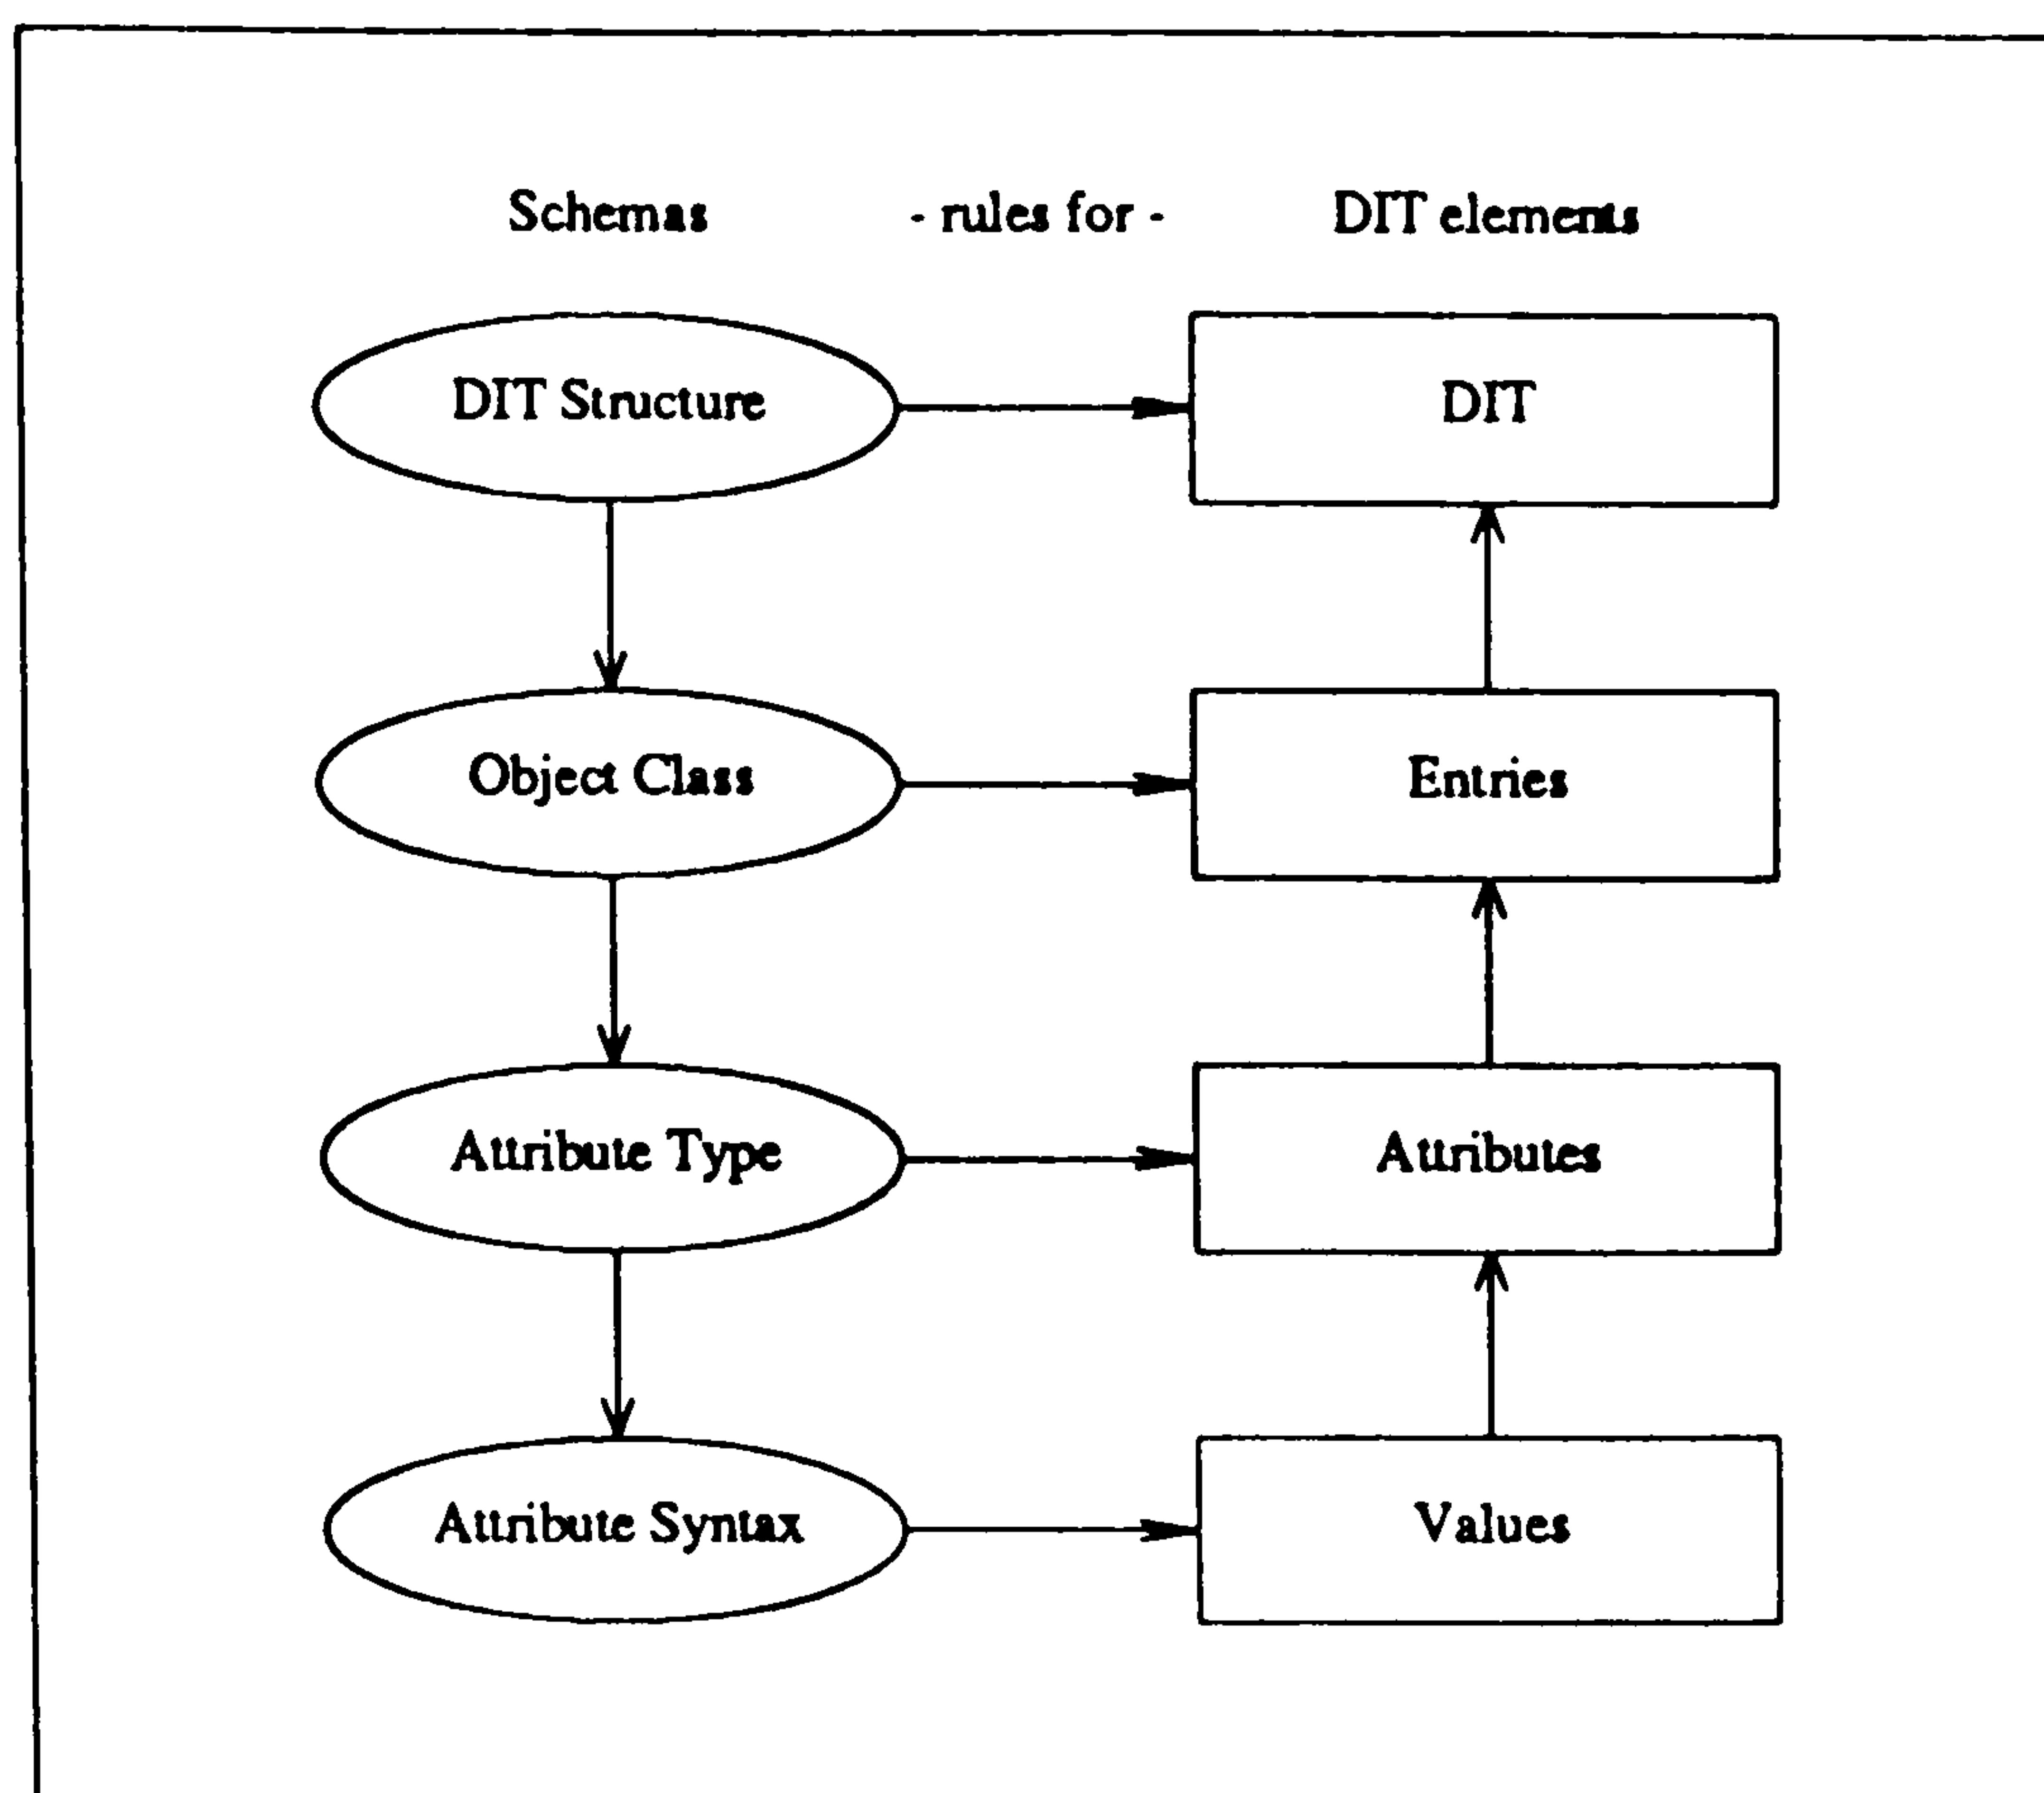 Schemas - rules for - DIT elements
DIT Structure DIT
Object Class Entries
Attribute Type Attributes
Attribute Syntax Values